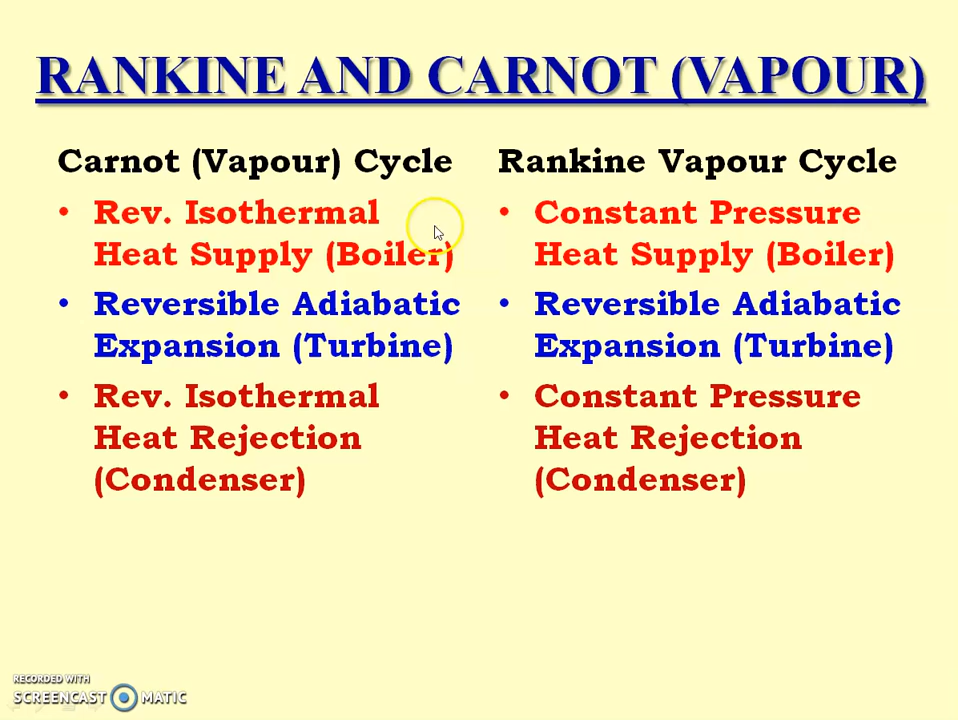 RANKINE AND CARNOT (VAPOUR)
Carnot (Vapour) Cycle
• Rev. Isothermal
Heat Supply (Boiler)
• Reversible Adiabatic
Expansion (Turbine)
• Rev. Isothermal
Heat Rejection
(Condenser)
Rankine Vapour Cycle
• Constant Pressure
Heat Supply (Boiler)
• Reversible Adiabatic
Expansion (Turbine)
• Constant Pressure
Heat Rejection
(Condenser)
RECORDED WITH
SCREENCAST MATIC